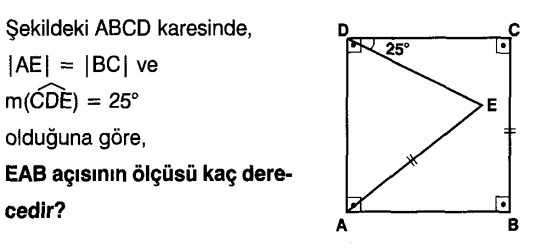 Şekildeki ABCD karesinde,
|AE| = |BC| ve
m(CDE) = 25°
olduğuna göre,
EAB açısının ölçüsü kaç dere-
cedir?
D
C
25°
E
A
B